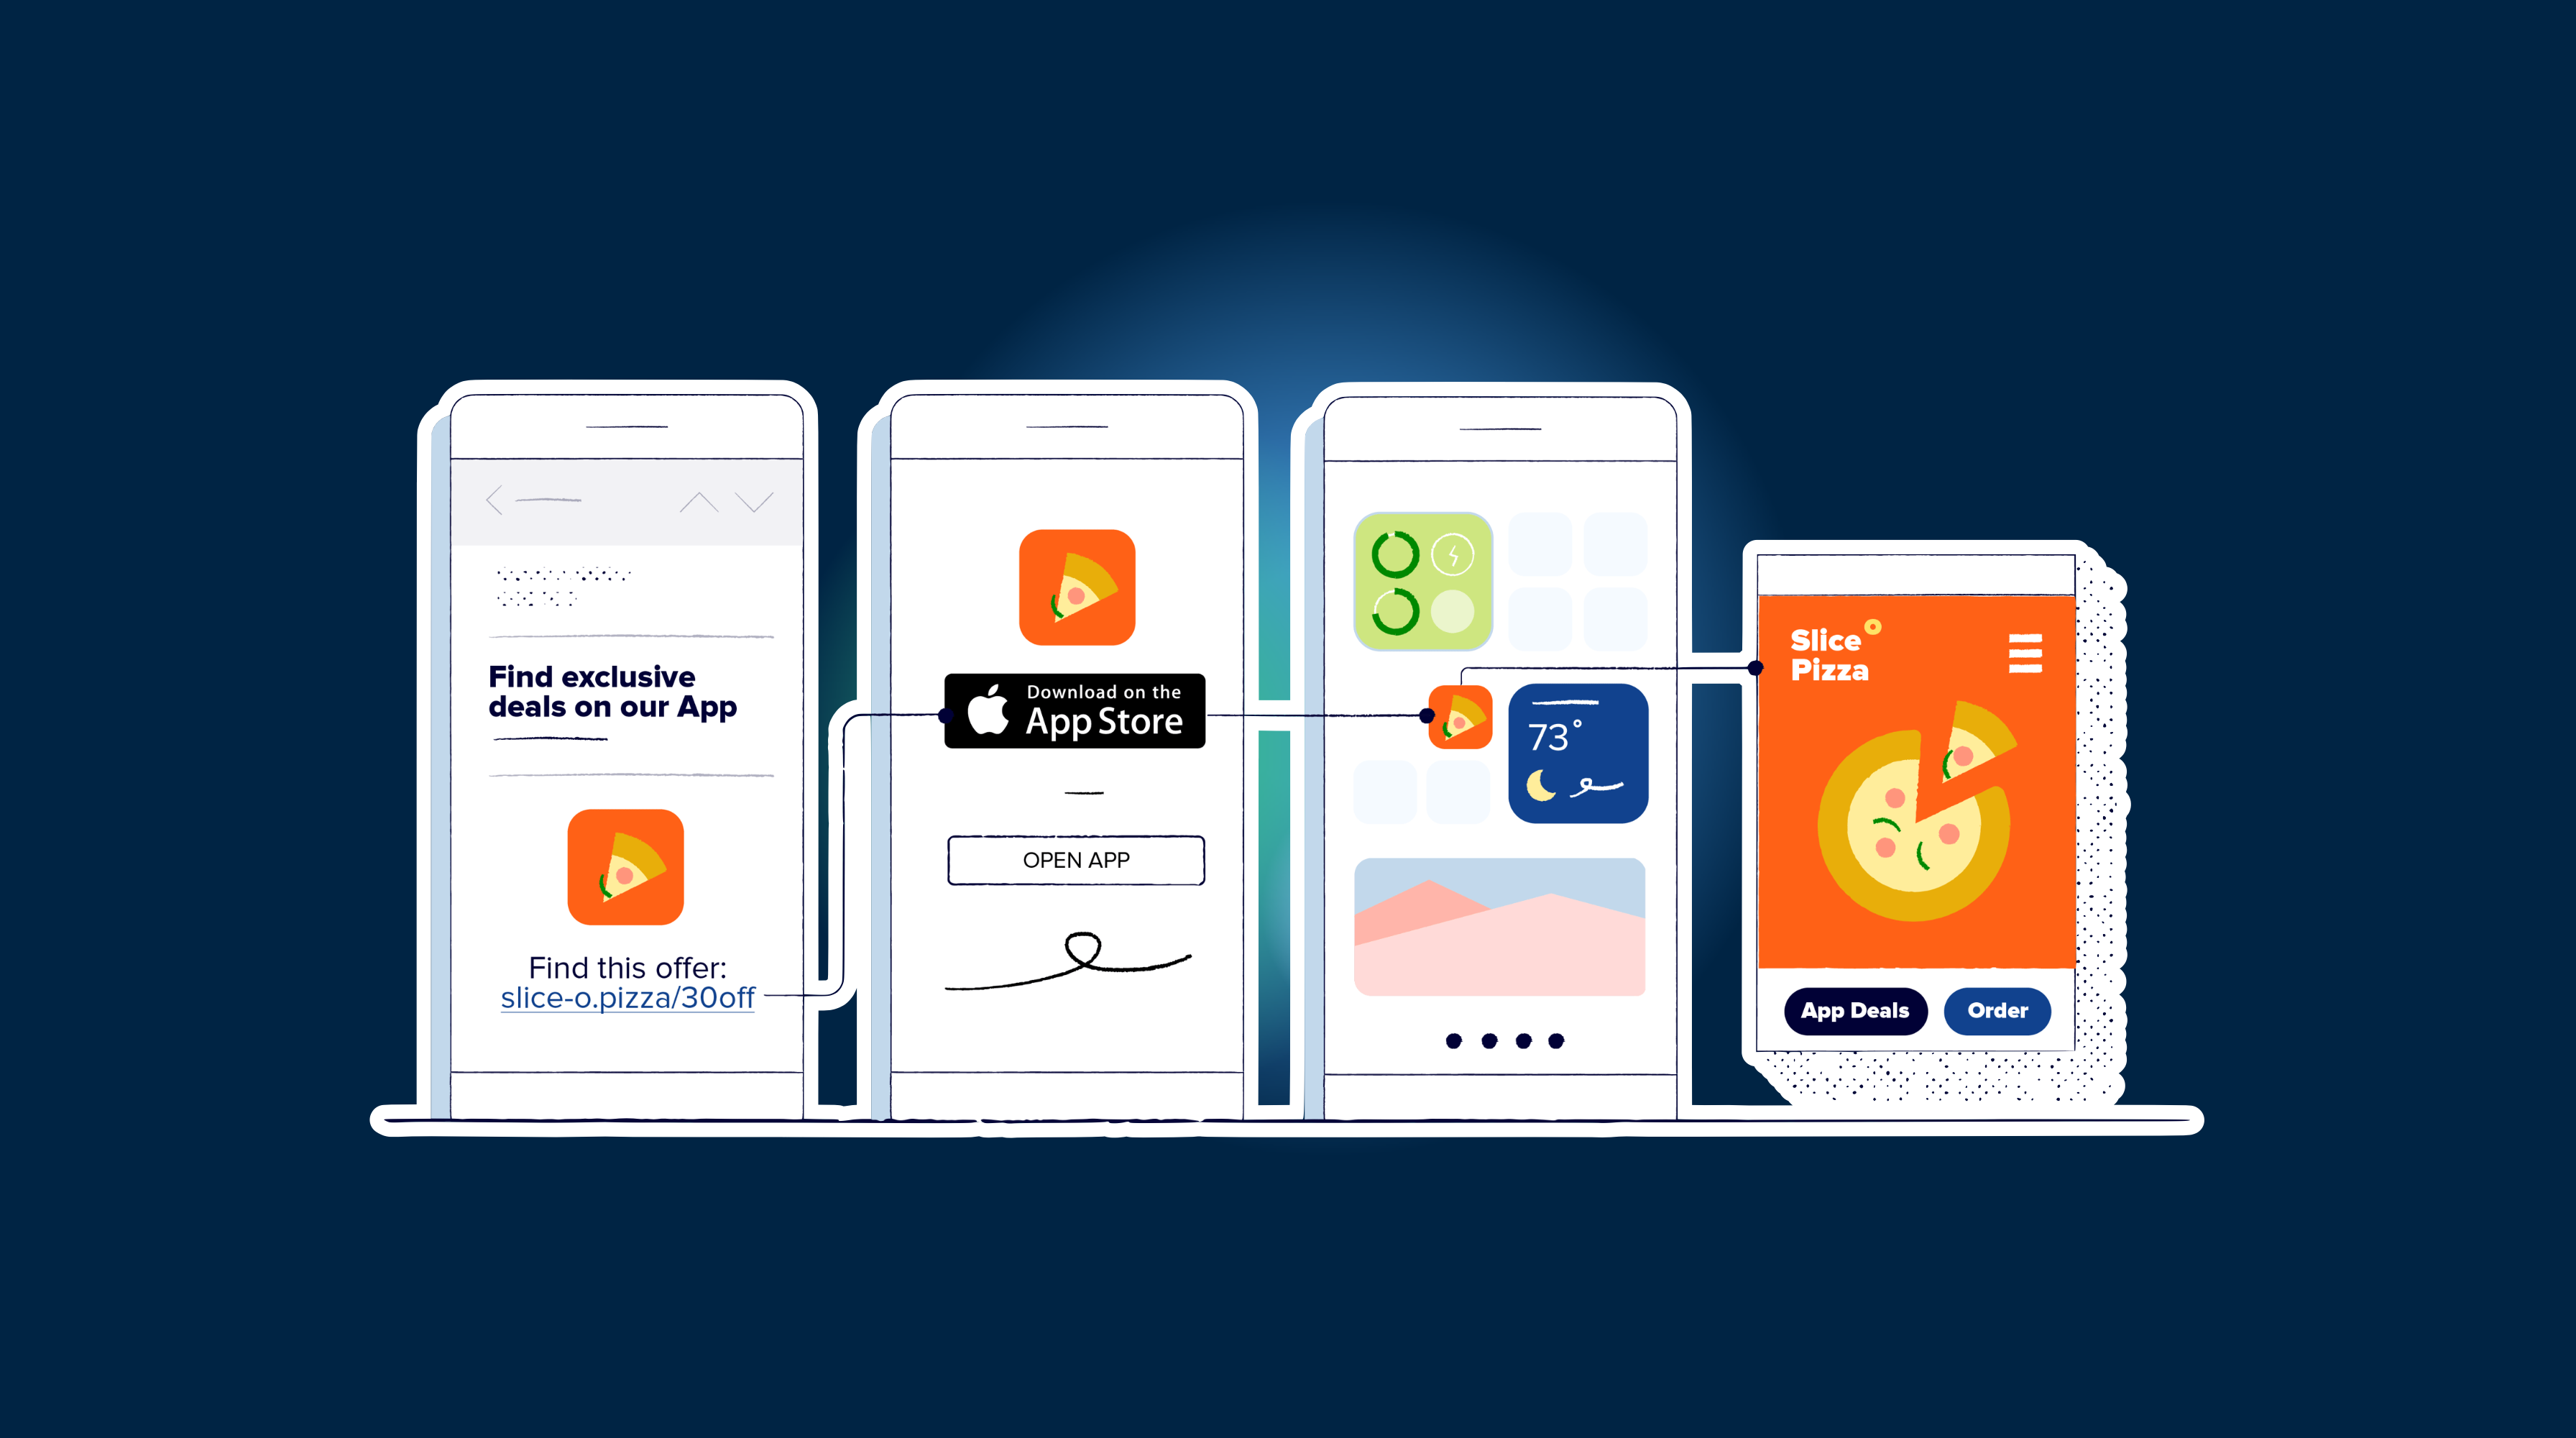 Find exclusive
deals on our App
Find this offer:
slice-o.pizza/30off
Download on the
App Store
OPEN APP
73°
Slice
Pizza
App Deals
Order